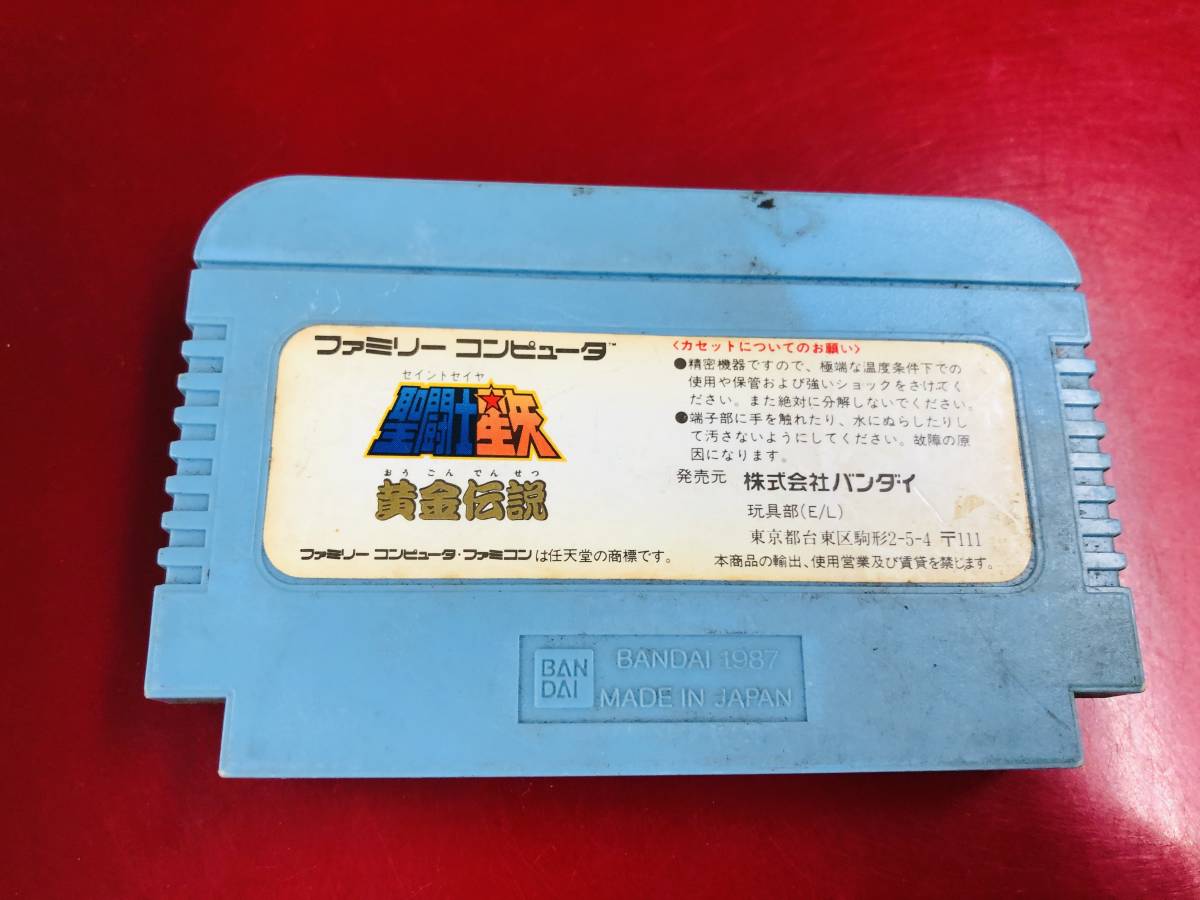 ファミリー コンピュータ™
セイントセイヤ
聖闘士星矢
おうごんでんせつ
黄金伝説
ファミリー コンピュータ・ファミコンは任天堂の商標です。
〈カセットについてのお願い〉
●精密機器ですので、極端な温度条件下での
使用や保管および強いショックをさけてく
ださい。また絶対に分解しないでください。
●端子部に手を触れたり、水にぬらしたりし
て汚さないようにしてください。故障の原
因になります。
発売元 株式会社バンダイ
玩具部(E/L)
東京都台東区駒形2-5-4 〒111
本商品の輸出、使用営業及び賃貸を禁じます。
BAN
DAI
BANDAI 1987
MADE IN JAPAN